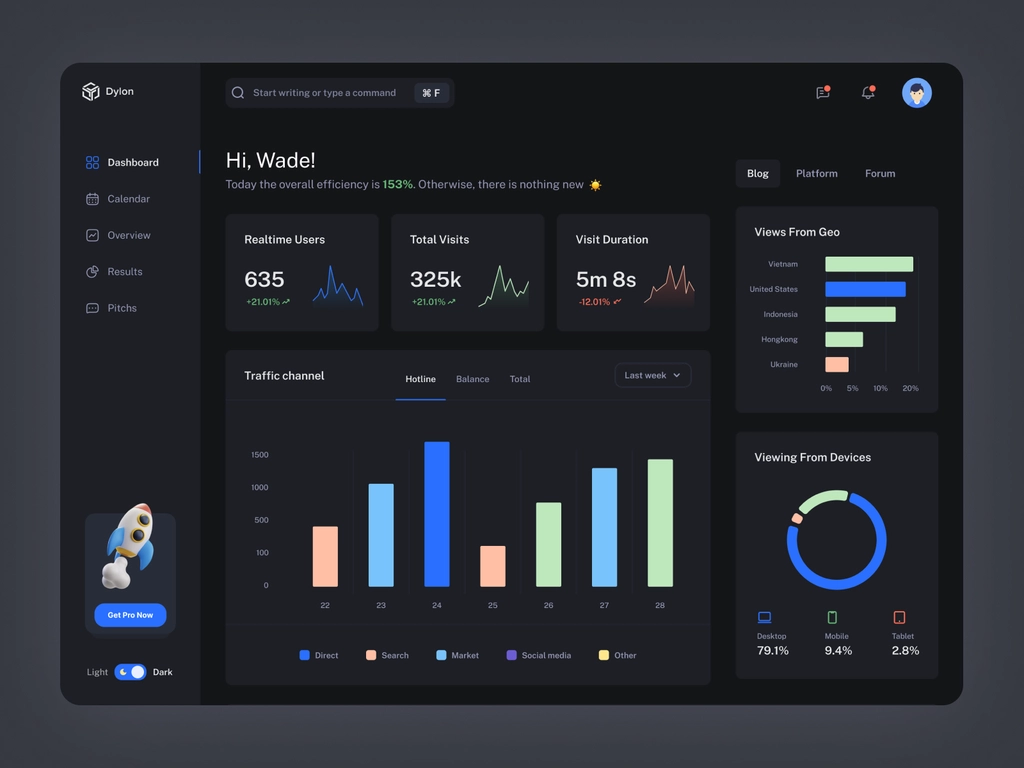 Dylon
Start writing or type a command
⌘ F
Dashboard
Calendar
Overview
Results
Pitchs
Get Pro Now
Light
Dark
Hi, Wade!
Today the overall efficiency is 153%. Otherwise, there is nothing new ☀️
Realtime Users
635
+21.01%
Total Visits
325k
+21.01%
Visit Duration
5m 8s
-12.01%
Traffic channel
Hotline
Balance
Total
Last week
1500
1000
500
100
0
22 23 24 25 26 27 28
Direct
Search
Market
Social media
Other
Blog
Platform
Forum
Views From Geo
Vietnam
United States
Indonesia
Hongkong
Ukraine
0% 5% 10% 20%
Viewing From Devices
Desktop
79.1%
Mobile
9.4%
Tablet
2.8%